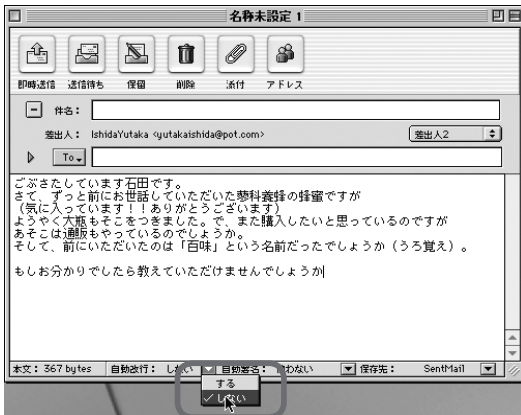 名称未設定 1
即時送信 送信待ち 保留 削除 添付 アドレス
件名：
差出人： IshidaYutaka <yutakaishida@pot.com> 差出人2
To
ごぶさたしています石田です。
さて、ずっと前にお世話していただいた蓼科養蜂の蜂蜜ですが
（気に入っています！！ありがとうございます）
ようやく大瓶もそこをつきました。で、また購入したいと思っているのですが
あそこは通販もやっているのでしょうか。
そして、前にいただいたのは「百味」という名前だったでしょうか（うろ覚え）。
もしお分かりでしたら教えていただけませんでしょうか
本文： 367 bytes 自動改行： しない 自動署名： 使わない 保存先： SentMail
する
✓しない